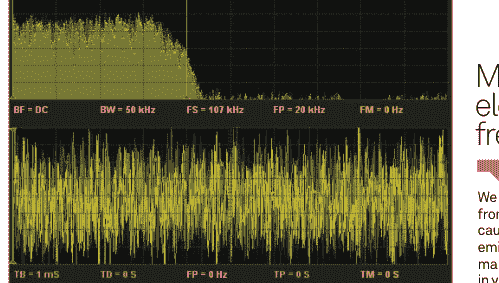 BF = DC BW = 50 kHz FS = 107 kHz FP = 20 kHz FM = 0 Hz
TB = 1 mS TD = 0 S FP = 0 Hz TP = 0 S TM = 0 S
M
ele
fre
We
from
cau
emi
ma
in v